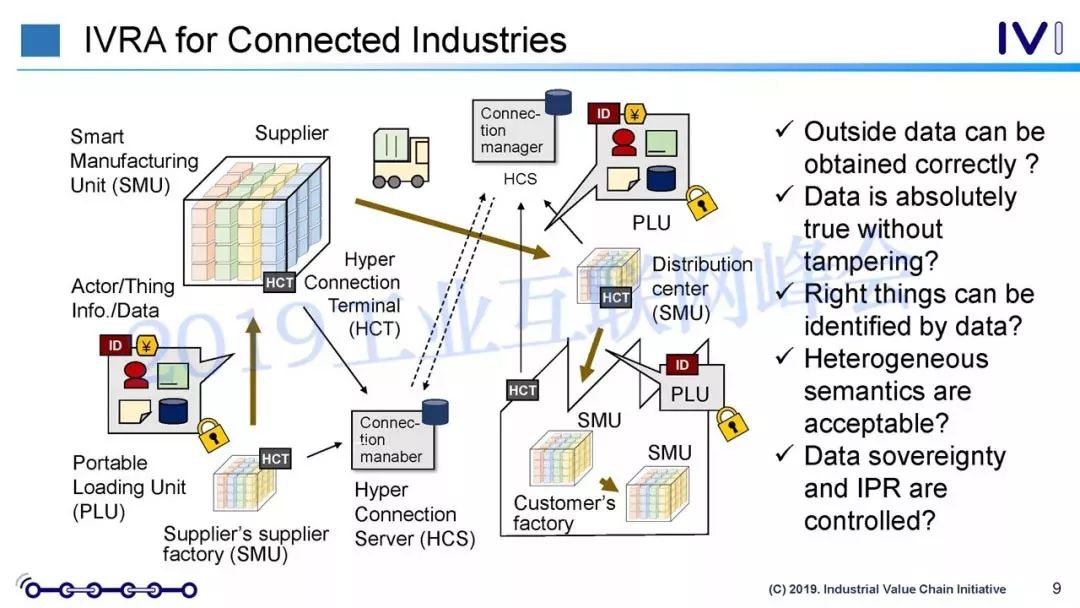 IVRA for Connected Industries
IVI
Smart
Manufacturing
Unit (SMU)
Supplier
HCT
Hyper
Connection
Terminal
(HCT)
Actor/Thing
Info./Data
ID
¥
Portable
Loading Unit
(PLU)
HCT
Supplier's supplier
factory (SMU)
Connec-
tion
manager
HCS
ID
¥
PLU
HCT
Distribution
center
(SMU)
Connec-
tion
manaber
Hyper
Connection
Server (HCS)
HCT
SMU
ID
PLU
SMU
Customer's
factory
✓ Outside data can be
obtained correctly ?
✓ Data is absolutely
true without
tampering?
✓ Right things can be
identified by data?
✓ Heterogeneous
semantics are
acceptable?
✓ Data sovereignty
and IPR are
controlled?
2019工业互联网峰会
(C) 2019. Industrial Value Chain Initiative
9